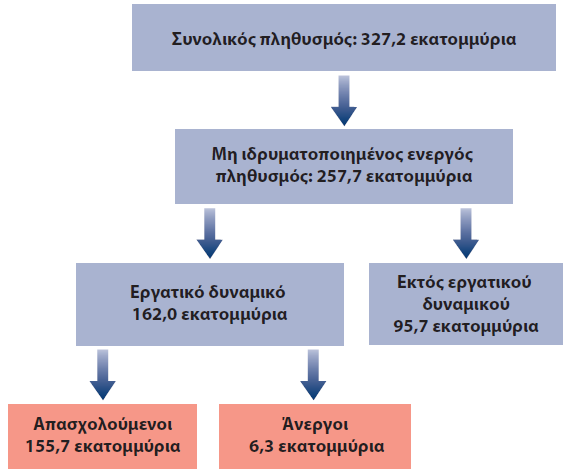 Συνολικός πληθυσμός: 327,2 εκατομμύρια
Μη ιδρυματοποιημένος ενεργός
πληθυσμός: 257,7 εκατομμύρια
Εργατικό δυναμικό
162,0 εκατομμύρια
Εκτός εργατικού
δυναμικού
95,7 εκατομμύρια
Απασχολούμενοι
155,7 εκατομμύρια
Άνεργοι
6,3 εκατομμύρια